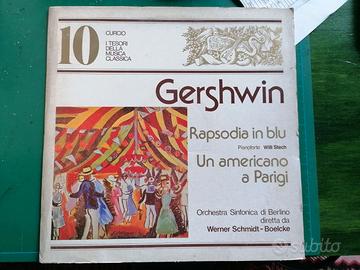 10
CURCIO
I TESORI
DELLA
MUSICA
CLASSICA
Gershwin
Rapsodia in blu
Pianoforte Willi Stech
Un americano
a Parigi
Orchestra Sinfonica di Berlino
diretta da
Werner Schmidt - Boelcke
subito.it